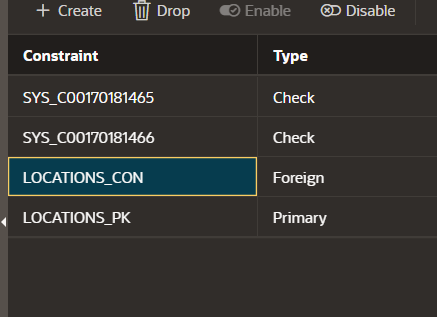 Create Drop Enable Disable
Constraint Type
SYS_C00170181465 Check
SYS_C00170181466 Check
LOCATIONS_CON Foreign
LOCATIONS_PK Primary